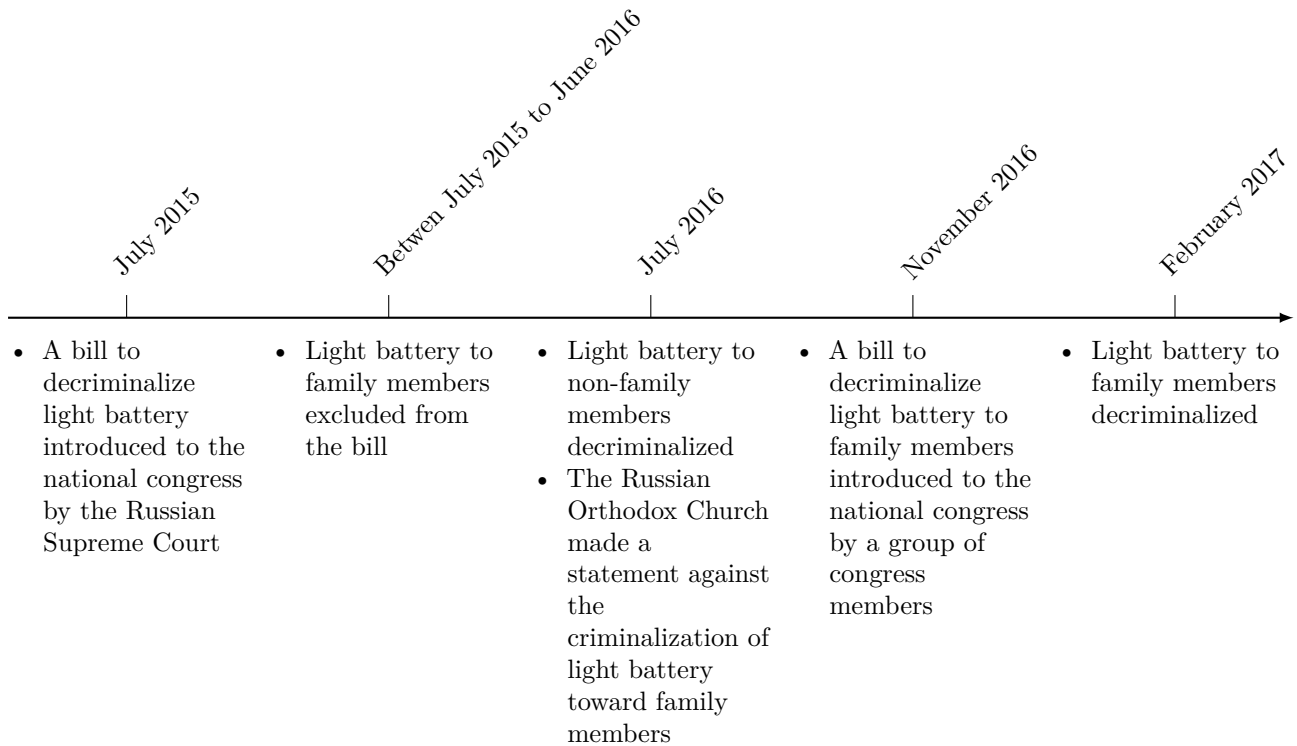 July 2015
Betwen July 2015 to June 2016
July 2016
November 2016
February 2017
• A bill to
decriminalize
light battery
introduced to the
national congress
by the Russian
Supreme Court
• Light battery to
family members
excluded from
the bill
• Light battery to
non-family
members
decriminalized
• The Russian
Orthodox Church
made a
statement against
the
criminalization of
light battery
toward family
members
• A bill to
decriminalize
light battery to
family members
introduced to the
national congress
by a group of
congress
members
• Light battery to
family members
decriminalized